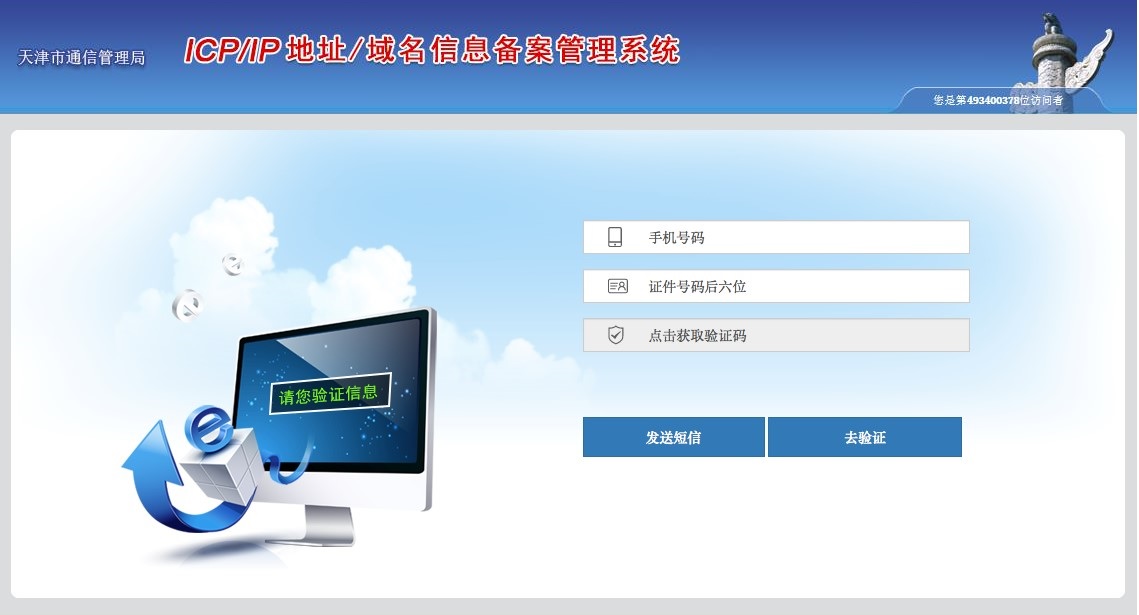 天津市通信管理局
ICP/IP 地址/域名信息备案管理系统
您是第493400378位访问者
手机号码
证件号码后六位
点击获取验证码
请您验证信息
发送短信
去验证